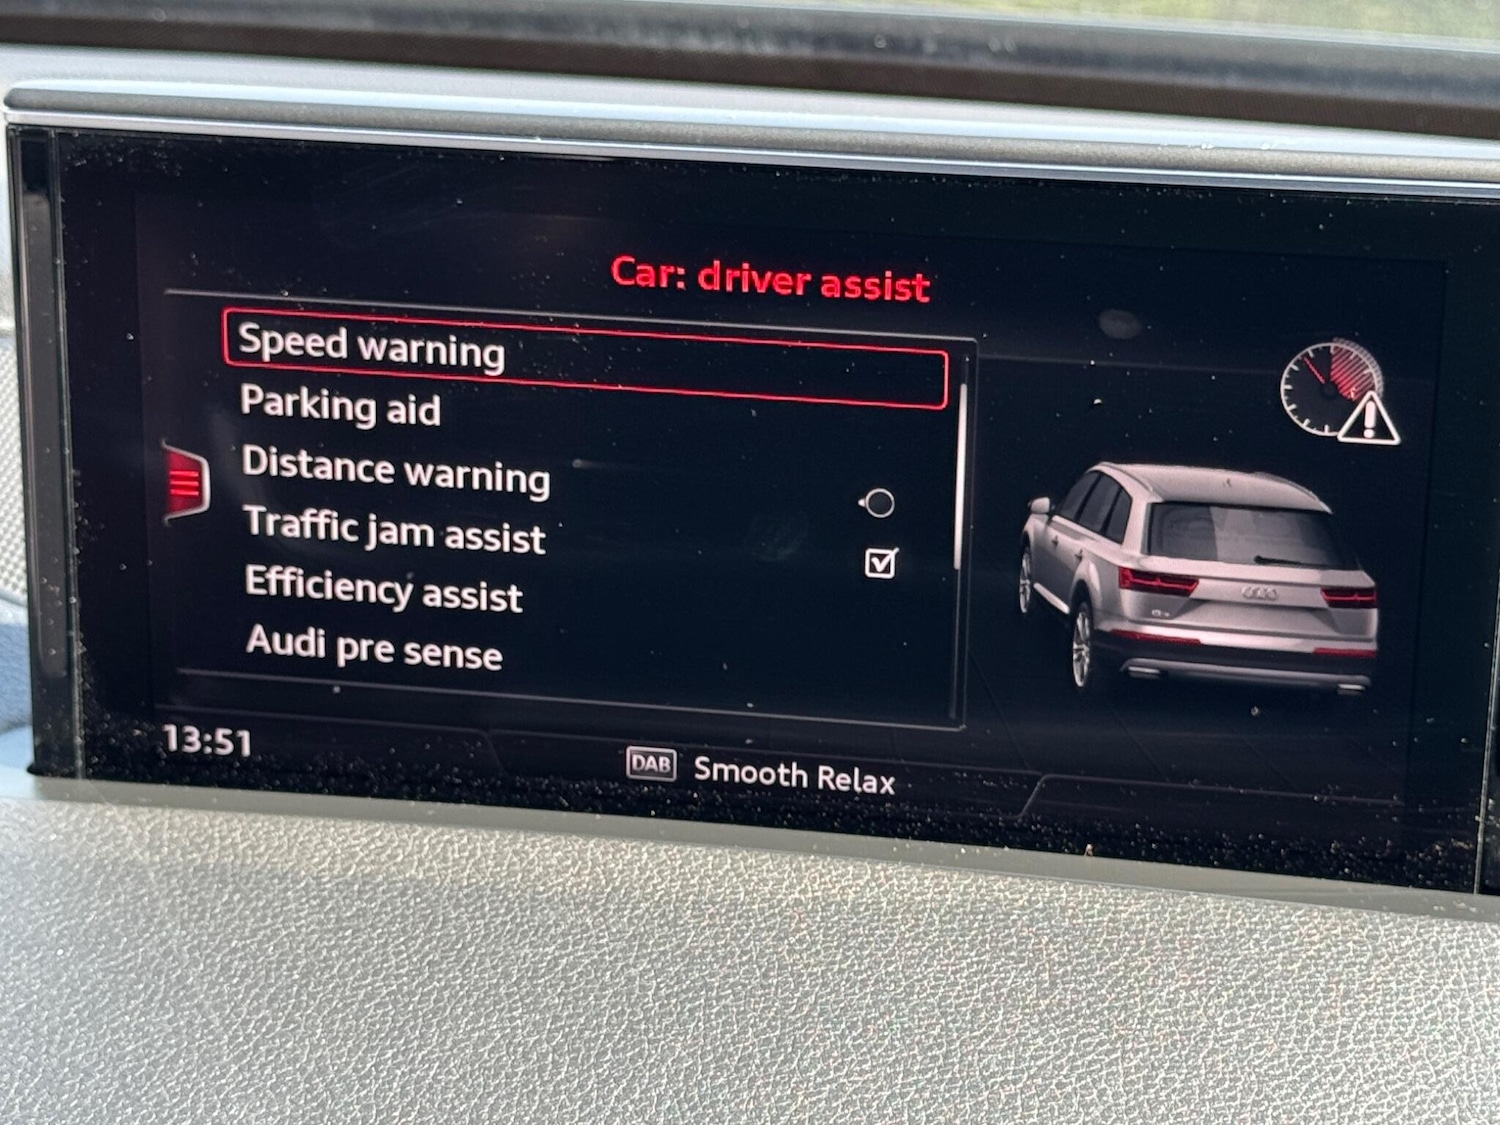 Car: driver assist
Speed warning
Parking aid
Distance warning
Traffic jam assist
Efficiency assist
Audi pre sense
13:51
DAB Smooth Relax